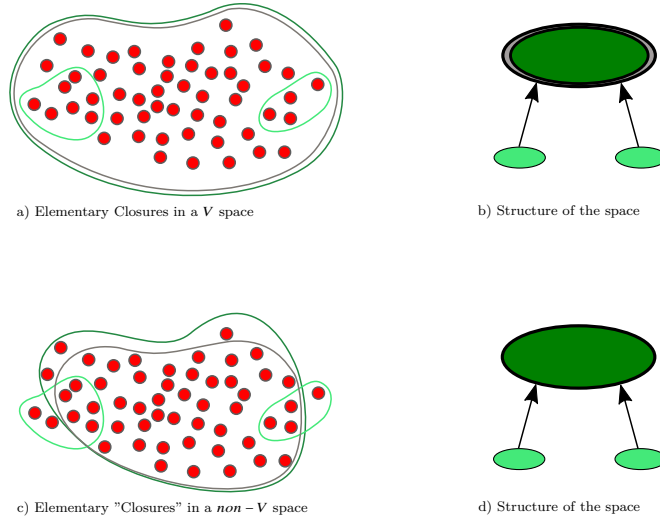 a) Elementary Closures in a V space
b) Structure of the space
c) Elementary "Closures" in a non – V space
d) Structure of the space